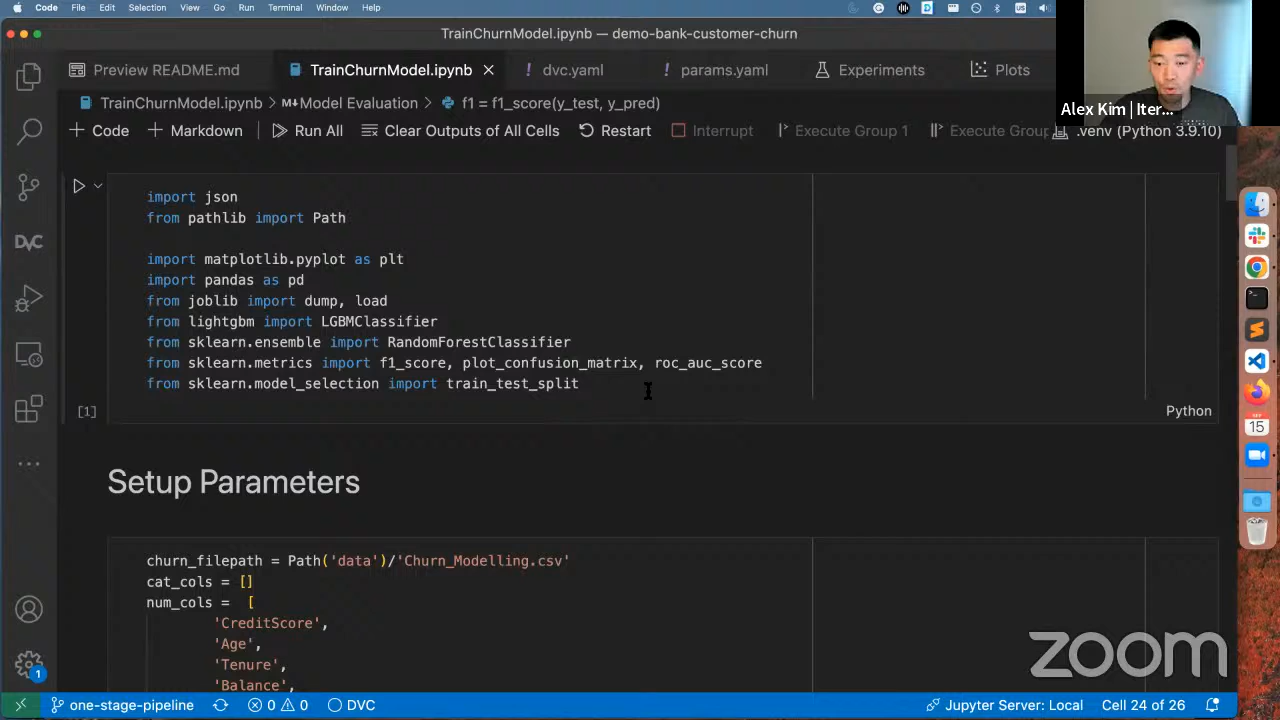 Code File Edit Selection View Go Run Terminal Window Help
TrainChurnModel.ipynb — demo-bank-customer-churn
Preview README.md TrainChurnModel.ipynb dvc.yaml params.yaml Experiments Plots
TrainChurnModel.ipynb > Model Evaluation > f1 = f1_score(y_test, y_pred)
Alex Kim | Iter...
+ Code + Markdown Run All Clear Outputs of All Cells Restart Interrupt Execute Group 1 Execute Group .venv (Python 3.9.10)
import json
from pathlib import Path
import matplotlib.pyplot as plt
import pandas as pd
from joblib import dump, load
from lightgbm import LGBMClassifier
from sklearn.ensemble import RandomForestClassifier
from sklearn.metrics import f1_score, plot_confusion_matrix, roc_auc_score
from sklearn.model_selection import train_test_split
[1]
Python
DVC
15
Setup Parameters
churn_filepath = Path('data')/'Churn_Modelling.csv'
cat_cols = []
num_cols = [
'CreditScore',
'Age',
'Tenure',
'Balance',
zoom
1
one-stage-pipeline 0 0 DVC Jupyter Server: Local Cell 24 of 26